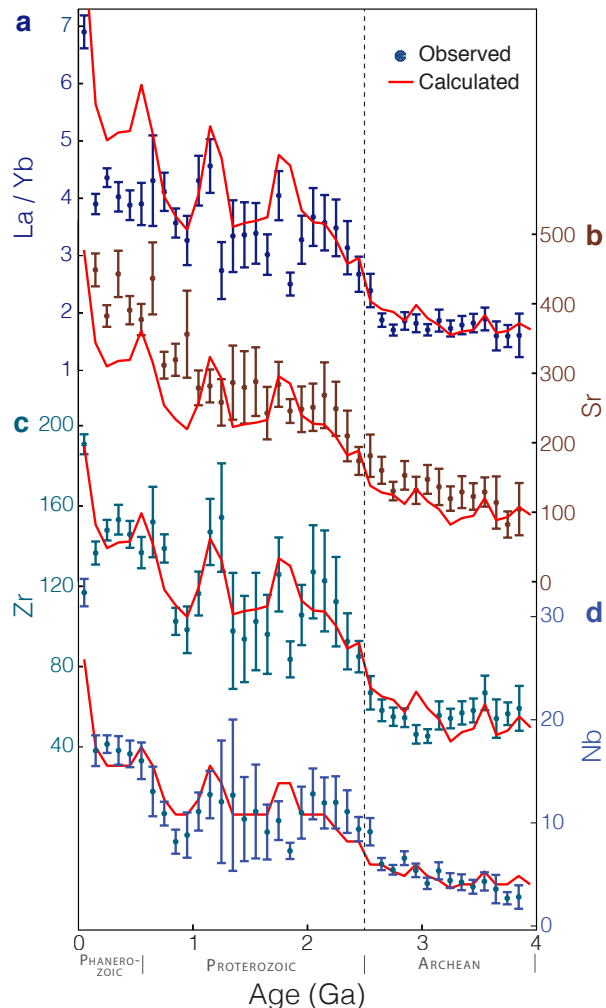 a
Observed
Calculated
7
6
5
4
3
2
1
La / Yb
b
500
400
300
200
100
0
Sr
c
200
160
120
80
40
Zr
d
30
20
10
0
Nb
0 1 2 3 4
PHANERO-
ZOIC
PROTEROZOIC
ARCHEAN
Age (Ga)